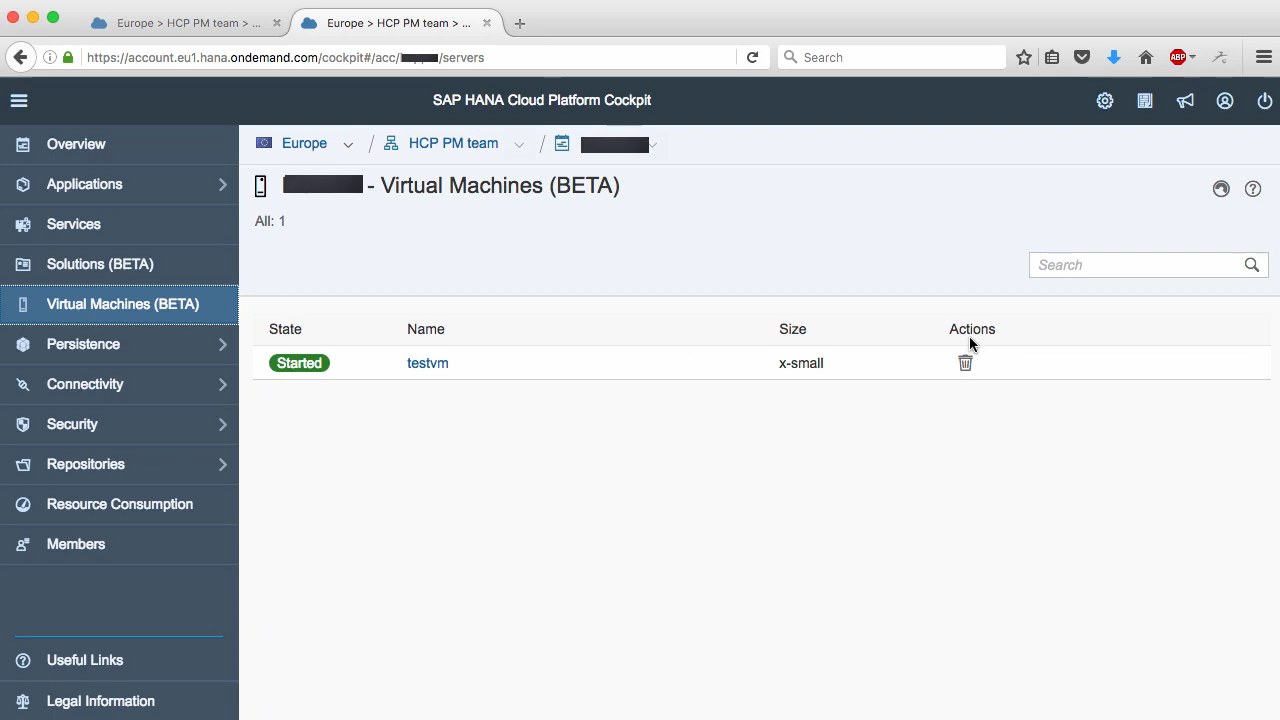 Europe > HCP PM team > ...
Europe > HCP PM team > ...
https://account.eu1.hana.ondemand.com/cockpit#/acc/
/servers
Search
ABP
SAP HANA Cloud Platform Cockpit
Overview
Applications
Services
Solutions (BETA)
Virtual Machines (BETA)
Persistence
Connectivity
Security
Repositories
Resource Consumption
Members
Useful Links
Legal Information
Europe / HCP PM team /
- Virtual Machines (BETA)
All: 1
Search
State Name Size Actions
Started testvm x-small